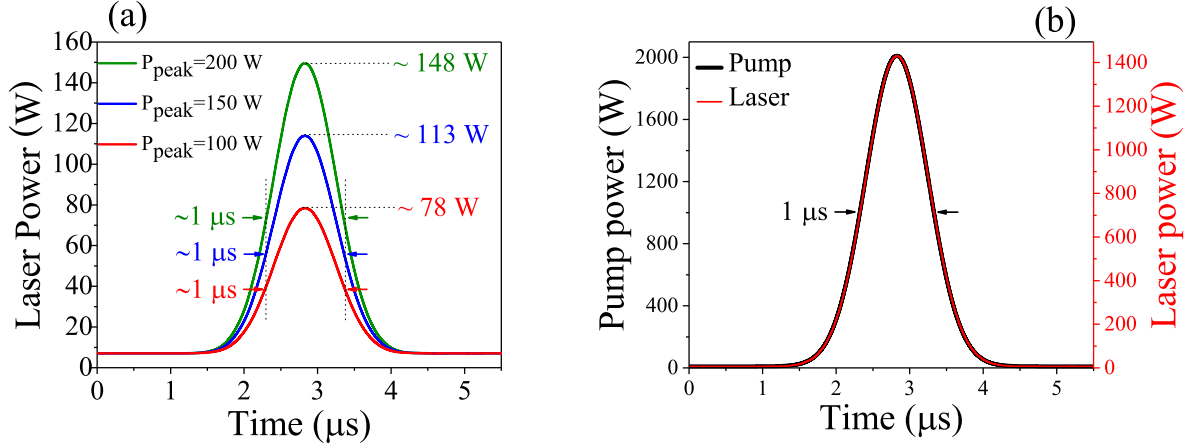 (a)
160
140
120
100
80
60
40
20
0
Laser Power (W)
P_peak=200 W
P_peak=150 W
P_peak=100 W
~ 148 W
~ 113 W
~ 78 W
~1 μs
~1 μs
~1 μs
0 1 2 3 4 5
Time (μs)
(b)
2000
1600
1200
800
400
0
Pump power (W)
Pump
Laser
1 μs
1400
1200
1000
800
600
400
200
0
Laser power (W)
0 1 2 3 4 5
Time (μs)